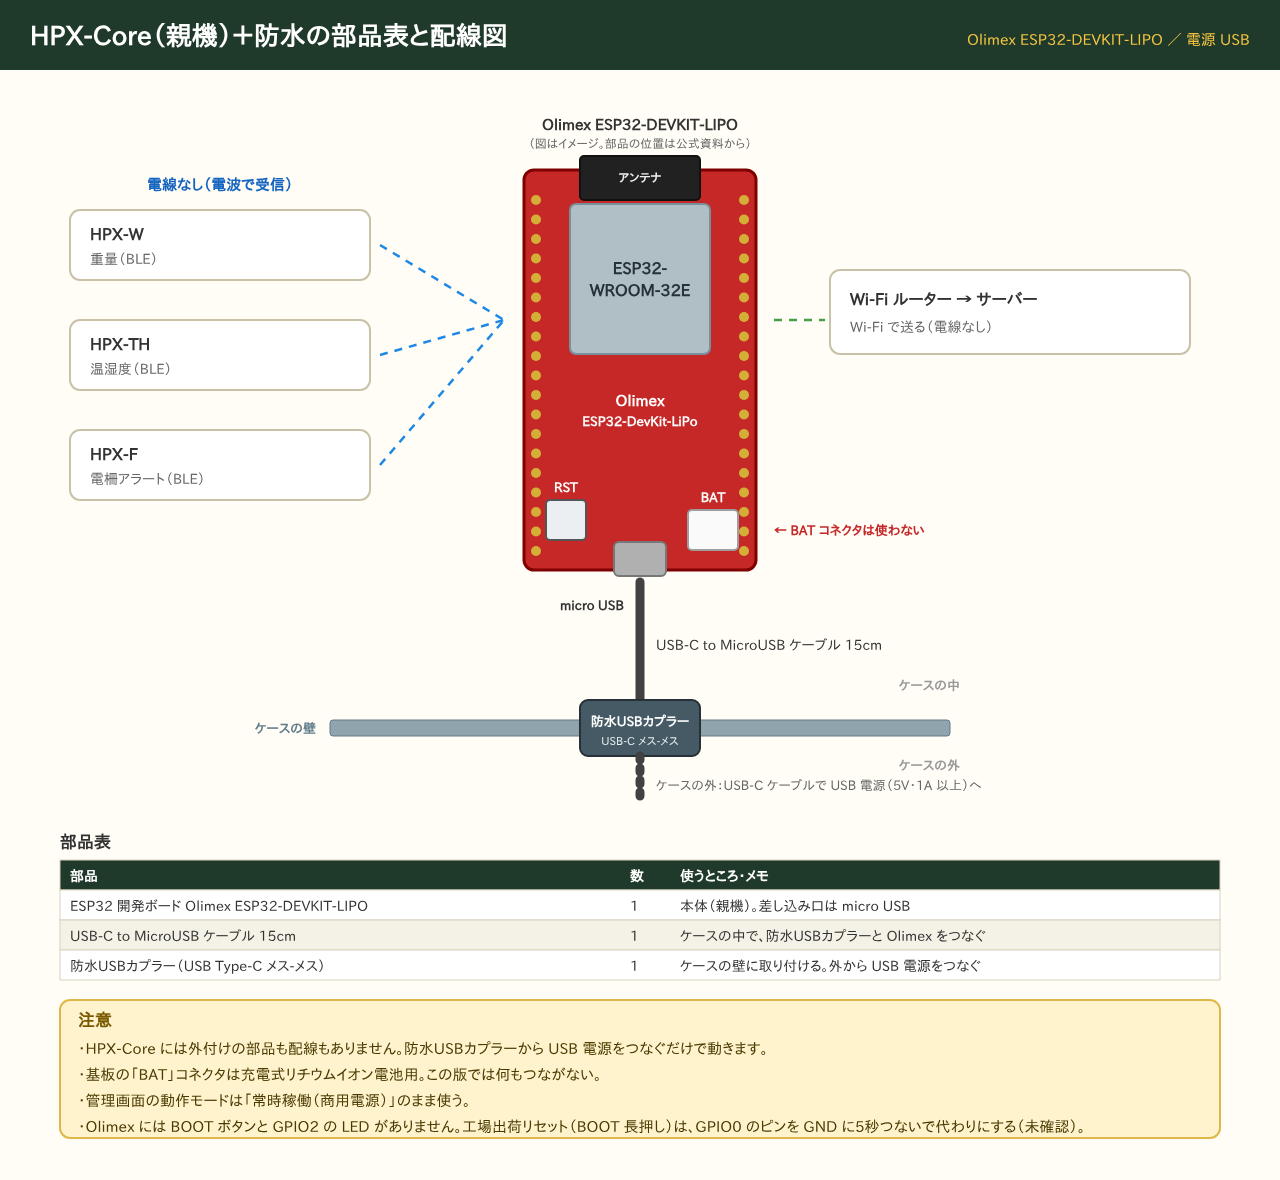 HPX-Core（親機）＋防水の部品表と配線図
Olimex ESP32-DEVKIT-LIPO ／ 電源 USB
Olimex ESP32-DEVKIT-LIPO
（図はイメージ。部品の位置は公式資料から）
アンテナ
電線なし（電波で受信）
HPX-W
重量（BLE）
HPX-TH
温湿度（BLE）
HPX-F
電柵アラート（BLE）
ESP32-
WROOM-32E
Wi-Fi ルーター → サーバー
Wi-Fi で送る（電線なし）
Olimex
ESP32-DevKit-LiPo
RST
BAT
← BAT コネクタは使わない
micro USB
USB-C to MicroUSB ケーブル 15cm
ケースの中
ケースの壁
防水USBカプラー
USB-C メス-メス
ケースの外
ケースの外：USB-C ケーブルで USB 電源（5V・1A 以上）へ
部品表
部品 数 使うところ・メモ
ESP32 開発ボード Olimex ESP32-DEVKIT-LIPO 1 本体（親機）。差し込み口は micro USB
USB-C to MicroUSB ケーブル 15cm 1 ケースの中で、防水USBカプラーと Olimex をつなぐ
防水USBカプラー（USB Type-C メス-メス） 1 ケースの壁に取り付ける。外から USB 電源をつなぐ
注意
・HPX-Core には外付けの部品も配線もありません。防水USBカプラーから USB 電源をつなぐだけで動きます。
・基板の「BAT」コネクタは充電式リチウムイオン電池用。この版では何もつながない。
・管理画面の動作モードは「常時稼働（商用電源）」のまま使う。
・Olimex には BOOT ボタンと GPIO2 の LED がありません。工場出荷リセット（BOOT 長押し）は、GPIO0 のピンを GND に5秒つないで代わりにする（未確認）。